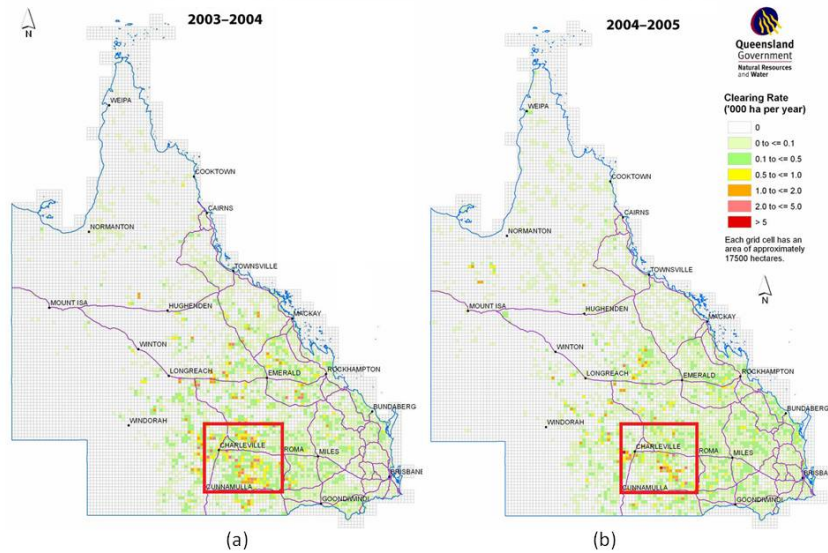 2003–2004
N
WEIPA
COOKTOWN
CAIRNS
NORMANTON
TOWNSVILLE
MOUNT ISA
HUGHENDEN
MACKAY
WINTON
LONGREACH
EMERALD
ROCKHAMPTON
BUNDABERG
WINDORAH
CHARLEVILLE
ROMA
MILES
BRISBANE
CUNNAMULLA
GOONDIWINDI
(a)
2004–2005
WEIPA
COOKTOWN
CAIRNS
NORMANTON
TOWNSVILLE
MOUNT ISA
HUGHENDEN
MACKAY
WINTON
LONGREACH
EMERALD
ROCKHAMPTON
BUNDABERG
WINDORAH
CHARLEVILLE
ROMA
MILES
BRISBANE
CUNNAMULLA
GOONDIWINDI
(b)
Queensland
Government
Natural Resources
and Water
Clearing Rate
('000 ha per year)
0
0 to <= 0.1
0.1 to <= 0.5
0.5 to <= 1.0
1.0 to <= 2.0
2.0 to <= 5.0
> 5
Each grid cell has an
area of approximately
17500 hectares.
N